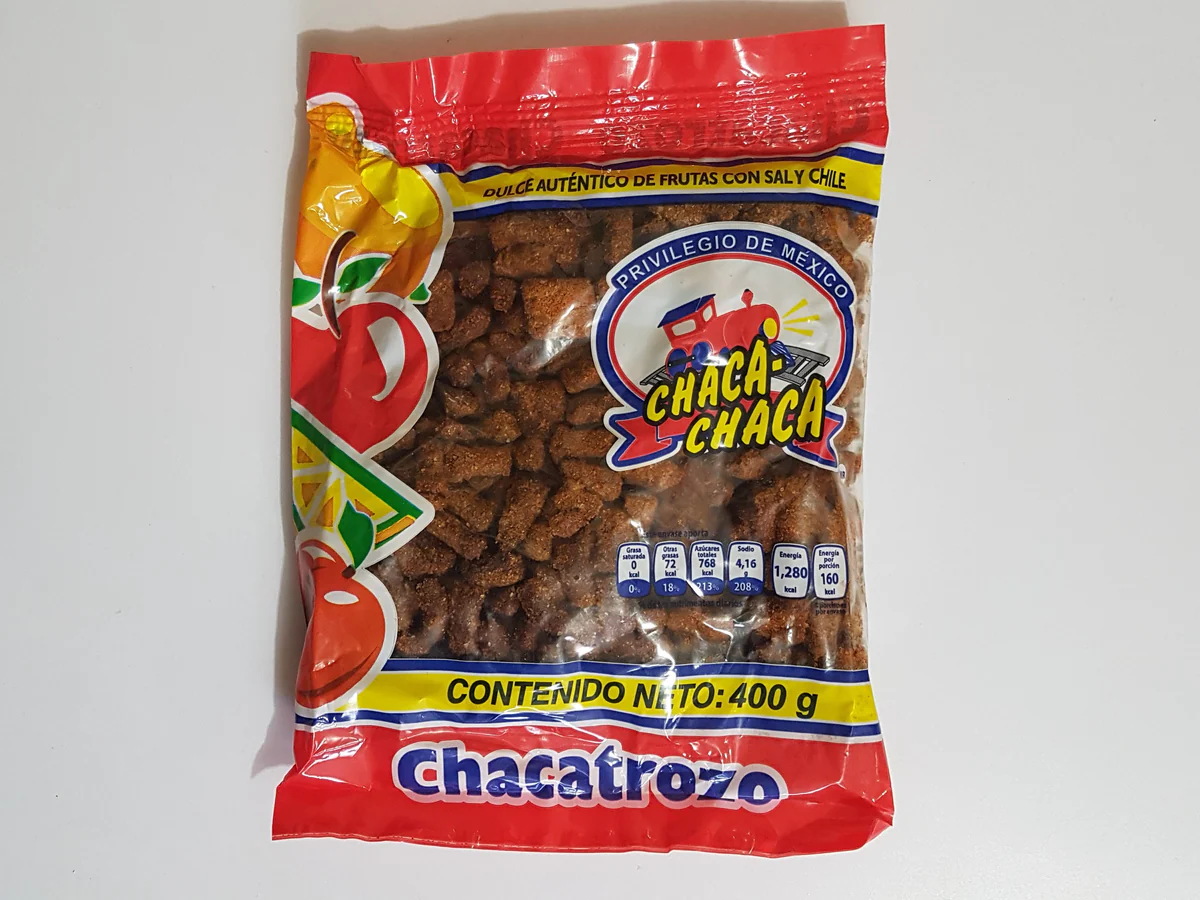 DULCE AUTÉNTICO DE FRUTAS CON SAL Y CHILE
PRIVILEGIO DE MÉXICO
CHACA-
CHACA
envase aporta
Grasa saturada 0 kcal 0%
Otras grasas 72 kcal 18%
Azúcares totales 768 kcal 213%
Sodio 4,16 g 208%
Energía 1,280 kcal
Energía por porción 160 kcal
CONTENIDO NETO: 400 g
Chacatrozo